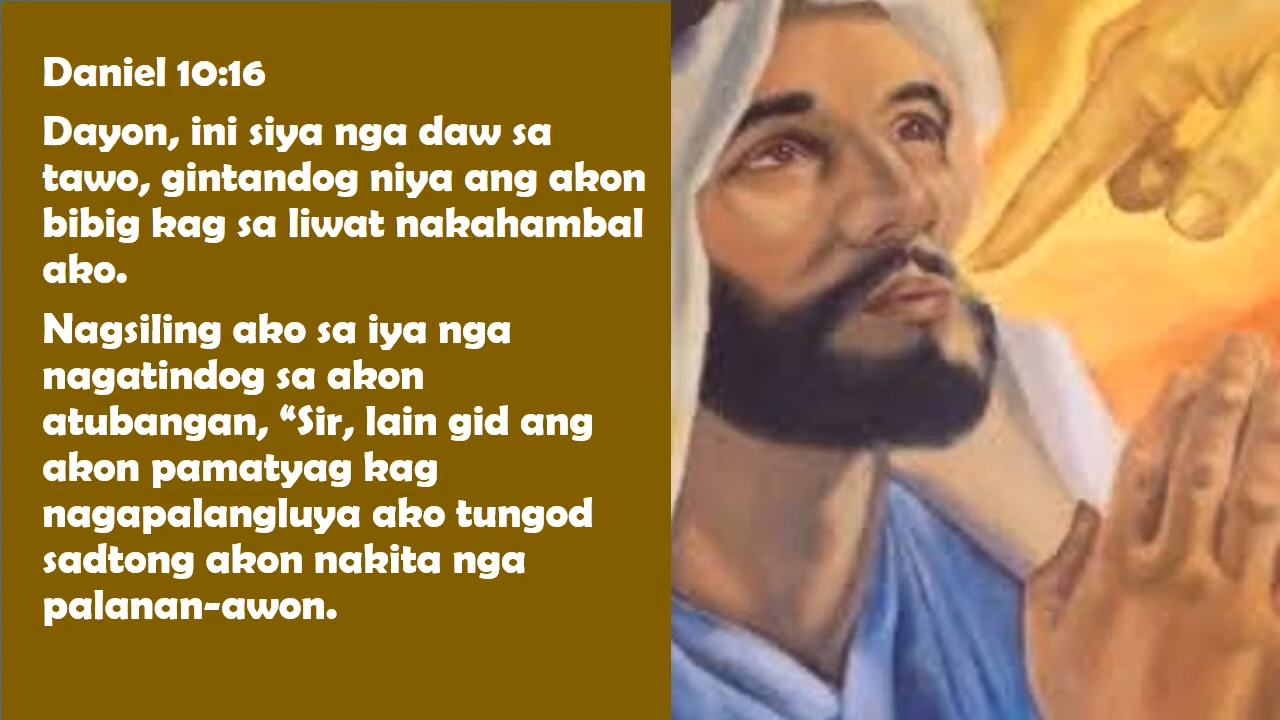 Daniel 10:16
Dayon, ini siya nga daw sa
tawo, gintandog niya ang akon
bibig kag sa liwat nakahambal
ako.
Nagsiling ako sa iya nga
nagatindog sa akon
atubangan, “Sir, lain gid ang
akon pamatyag kag
nagapalangluya ako tungod
sadtong akon nakita nga
palanan-awon.